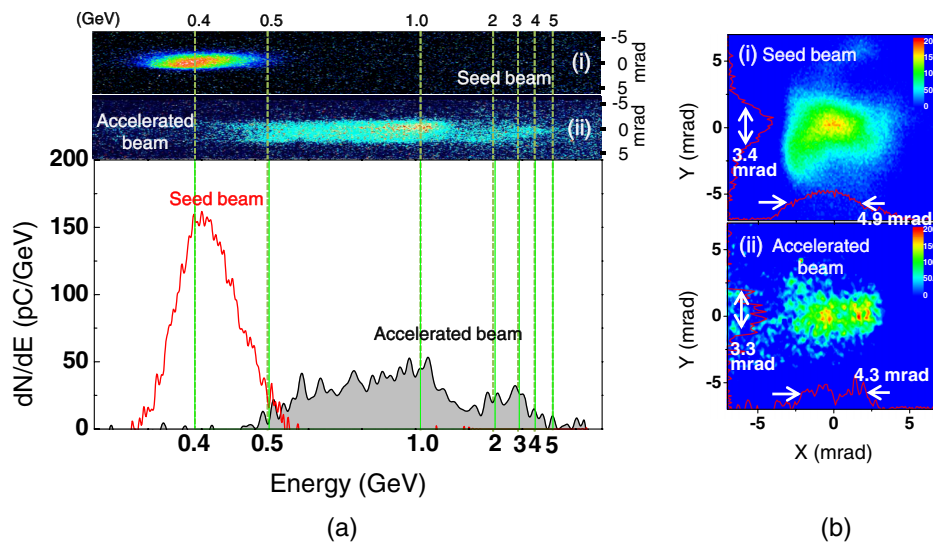 (GeV) 0.4 0.5 1.0 2 3 4 5
Seed beam (i)
-5
0
5
mrad
Accelerated
beam
(ii)
-5
0
5
mrad
200
150
100
50
0
dN/dE (pC/GeV)
Seed beam
Accelerated beam
0.4 0.5 1.0 2 3 4 5
Energy (GeV)
(a)
(i) Seed beam
5
0
-5
Y (mrad)
3.4
mrad
4.9 mrad
(ii) Accelerated
beam
5
0
-5
Y (mrad)
3.3
mrad
4.3 mrad
-5 0 5
X (mrad)
(b)